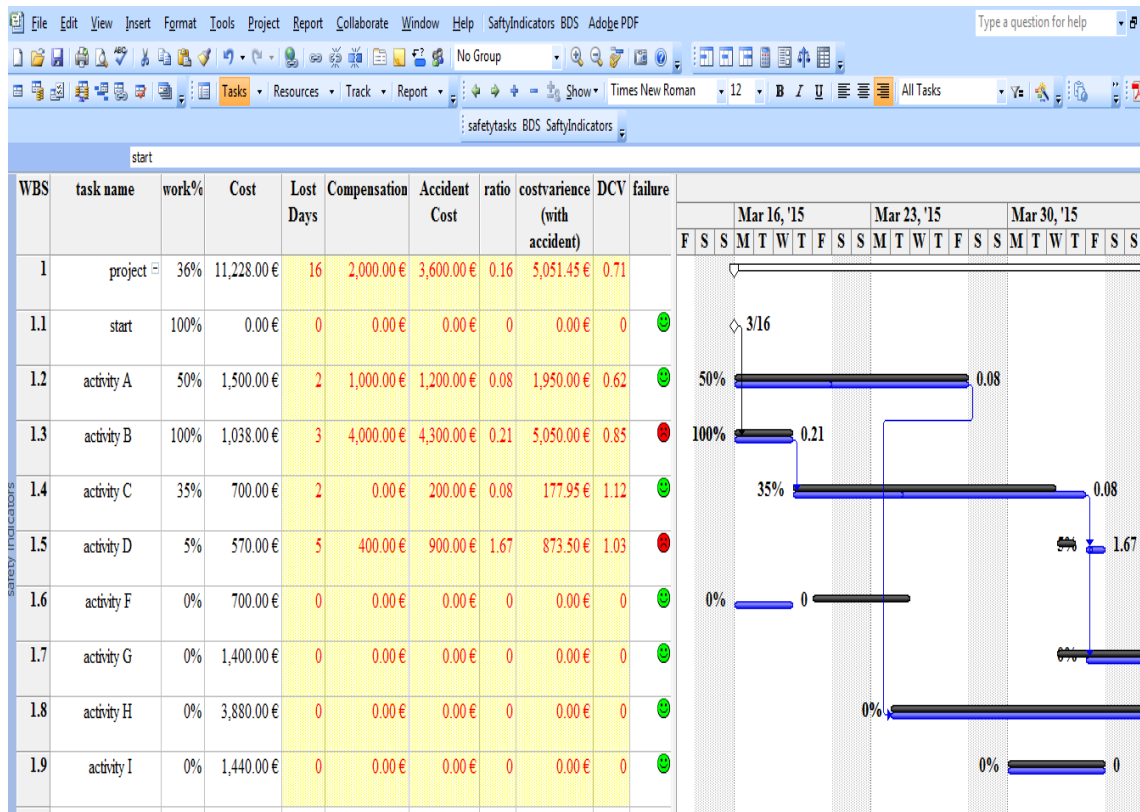 File Edit View Insert Format Tools Project Report Collaborate Window Help SaftyIndicators BDS Adobe PDF Type a question for help
No Group
Tasks Resources Track Report Show Times New Roman 12 B I U All Tasks
safetytasks BDS SaftyIndicators
start
WBS task name work% Cost Lost Days Compensation Accident Cost ratio costvarience (with accident) DCV failure
Mar 16, '15 Mar 23, '15 Mar 30, '15
F S S M T W T F S S M T W T F S S M T W T F S S
1 project 36% 11,228.00 € 16 2,000.00 € 3,600.00 € 0.16 5,051.45 € 0.71
1.1 start 100% 0.00 € 0 0.00 € 0.00 € 0 0.00 € 0 3/16
1.2 activity A 50% 1,500.00 € 2 1,000.00 € 1,200.00 € 0.08 1,950.00 € 0.62 50% 0.08
1.3 activity B 100% 1,038.00 € 3 4,000.00 € 4,300.00 € 0.21 5,050.00 € 0.85 100% 0.21
1.4 activity C 35% 700.00 € 2 0.00 € 200.00 € 0.08 177.95 € 1.12 35% 0.08
1.5 activity D 5% 570.00 € 5 400.00 € 900.00 € 1.67 873.50 € 1.03 5% 1.67
1.6 activity F 0% 700.00 € 0 0.00 € 0.00 € 0 0.00 € 0 0% 0
1.7 activity G 0% 1,400.00 € 0 0.00 € 0.00 € 0 0.00 € 0 0%
1.8 activity H 0% 3,880.00 € 0 0.00 € 0.00 € 0 0.00 € 0 0%
1.9 activity I 0% 1,440.00 € 0 0.00 € 0.00 € 0 0.00 € 0 0% 0
safety indicators